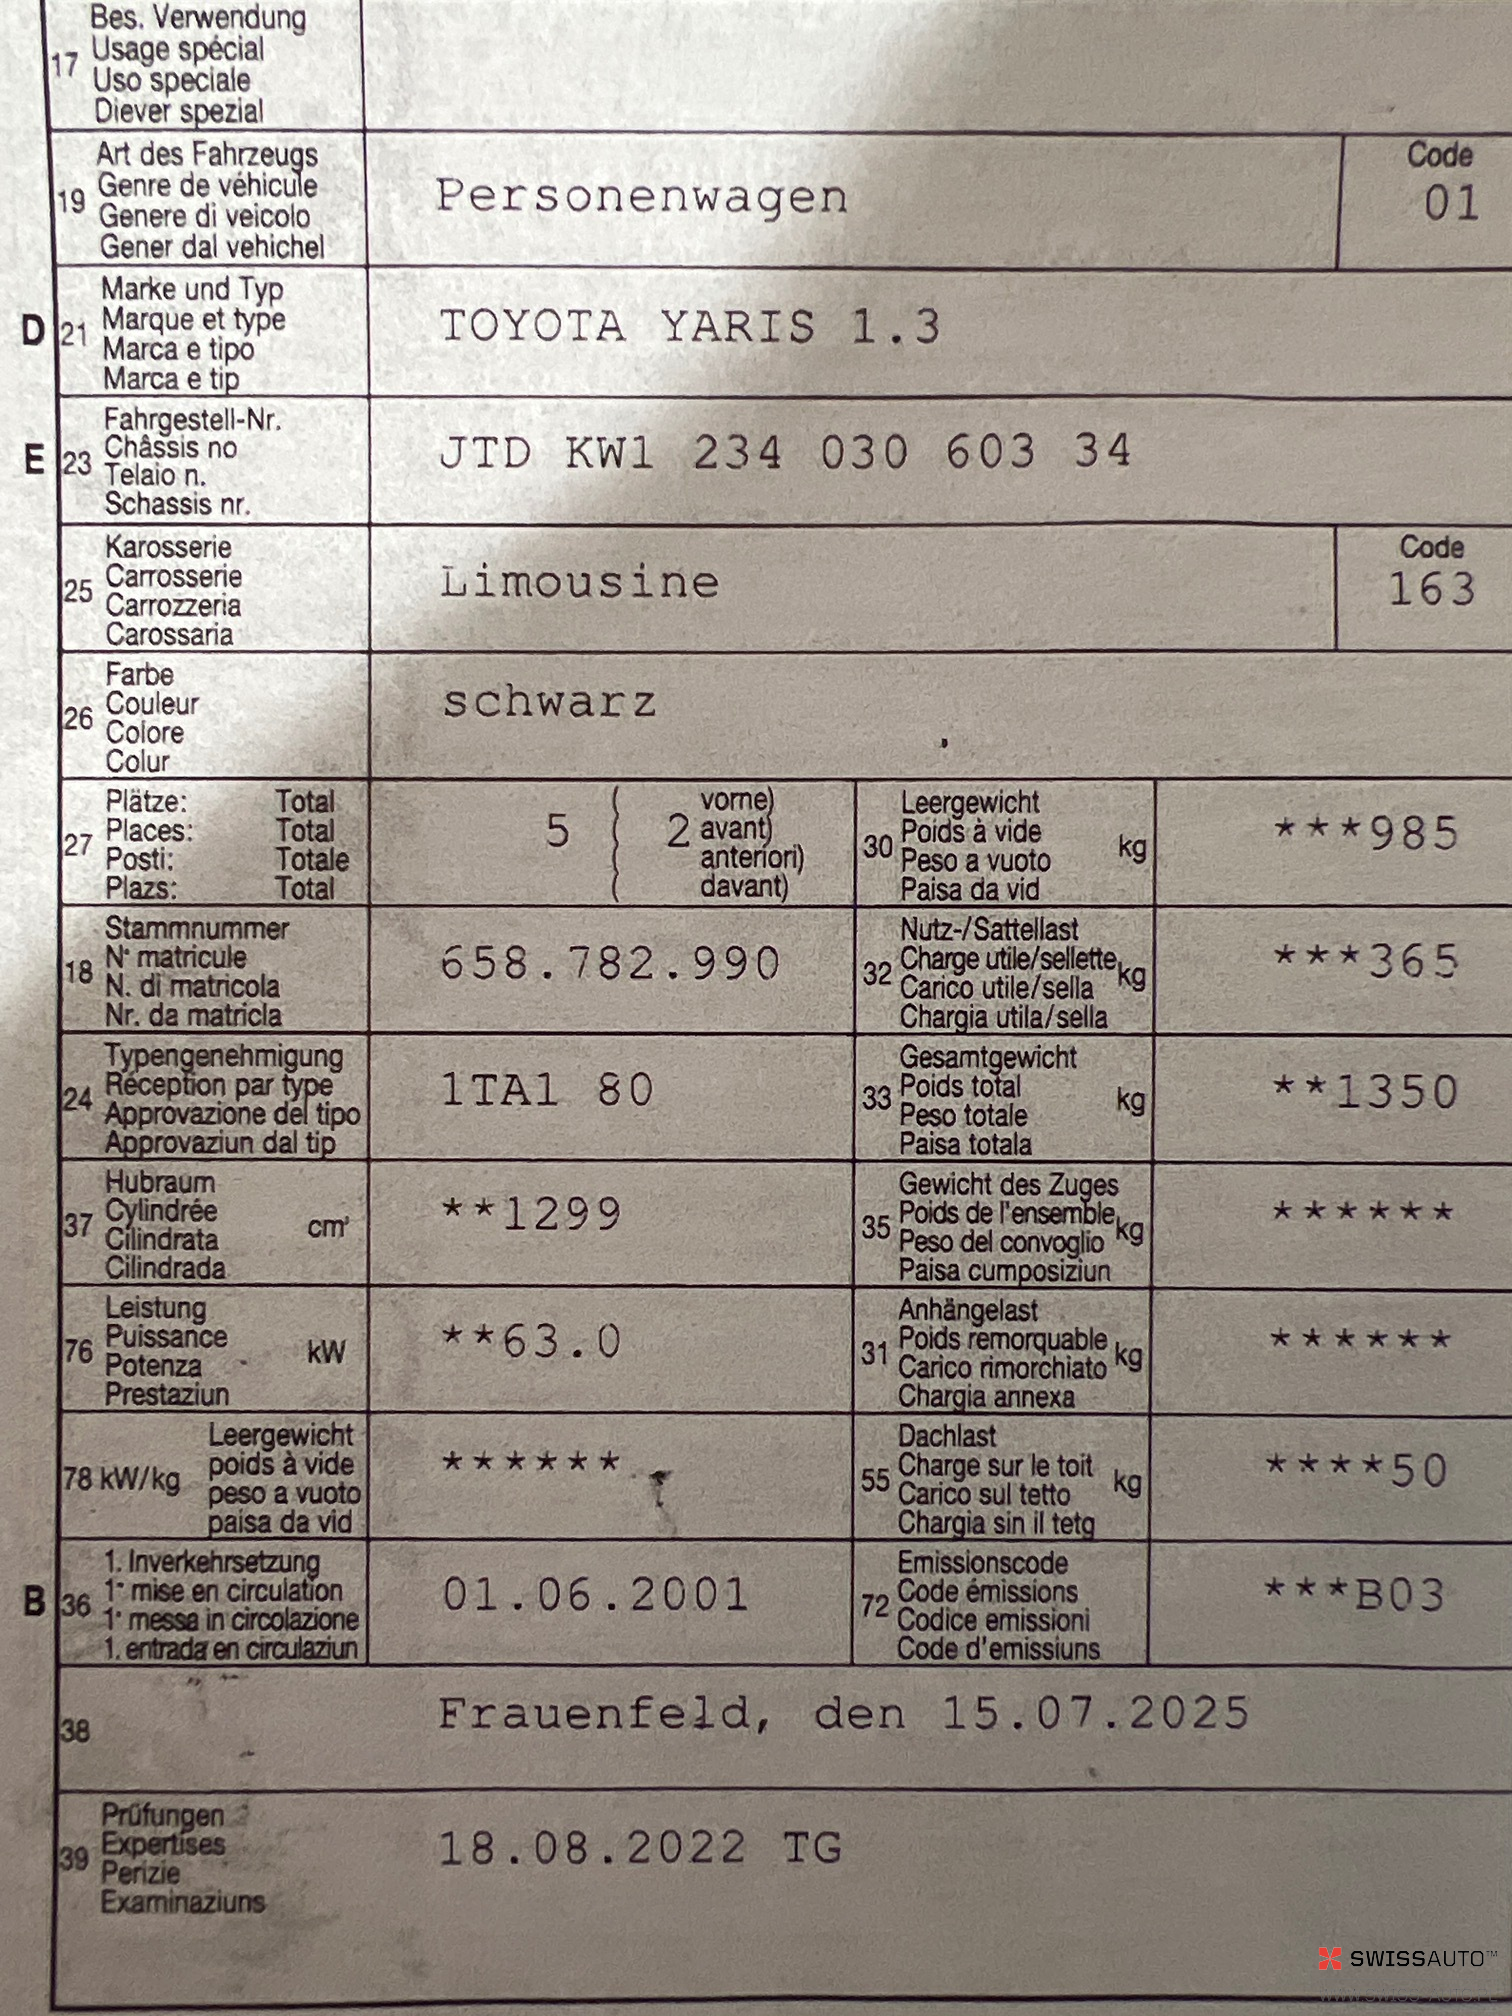 Bes. Verwendung
17 Usage spécial
Uso speciale
Diever spezial
Art des Fahrzeugs
19 Genre de véhicule
Genere di veicolo
Gener dal vehichel
Personenwagen
Code
01
Marke und Typ
D 21 Marque et type
Marca e tipo
Marca e tip
TOYOTA YARIS 1.3
Fahrgestell-Nr.
E 23 Châssis no
Telaio n.
Schassis nr.
JTD KW1 234 030 603 34
Karosserie
25 Carrosserie
Carrozzeria
Carossaria
Limousine
Code
163
Farbe
26 Couleur
Colore
Colur
schwarz
Plätze: Total
27 Places: Total
Posti: Totale
Plazs: Total
5 ( 2 vorne)
( avant)
( anteriori)
( davant)
Leergewicht
30 Poids à vide kg
Peso a vuoto
Paisa da vid
***985
Stammnummer
18 N° matricule
N. di matricola
Nr. da matricla
658.782.990
Nutz-/Sattellast
32 Charge utile/sellette kg
Carico utile/sella
Chargia utila/sella
***365
Typengenehmigung
24 Réception par type
Approvazione del tipo
Approvaziun dal tip
1TA1 80
Gesamtgewicht
33 Poids total kg
Peso totale
Paisa totala
**1350
Hubraum
37 Cylindrée cm³
Cilindrata
Cilindrada
**1299
Gewicht des Zuges
35 Poids de l'ensemble kg
Peso del convoglio
Paisa cumposiziun
******
Leistung
76 Puissance kW
Potenza
Prestaziun
**63.0
Anhängelast
31 Poids remorquable kg
Carico rimorchiato
Chargia annexa
******
Leergewicht
78 kW/kg poids à vide
peso a vuoto
paisa da vid
******
Dachlast
55 Charge sur le toit kg
Carico sul tetto
Chargia sin il tetg
****50
1. Inverkehrsetzung
B 36 1e mise en circulation
1a messa in circolazione
1. entrada en circulaziun
01.06.2001
Emissionscode
72 Code émissions
Codice emissioni
Code d'emissiuns
***B03
38 Frauenfeld, den 15.07.2025
Prüfungen
39 Expertises
Perizie
Examinaziuns
18.08.2022 TG
SWISSAUTO™